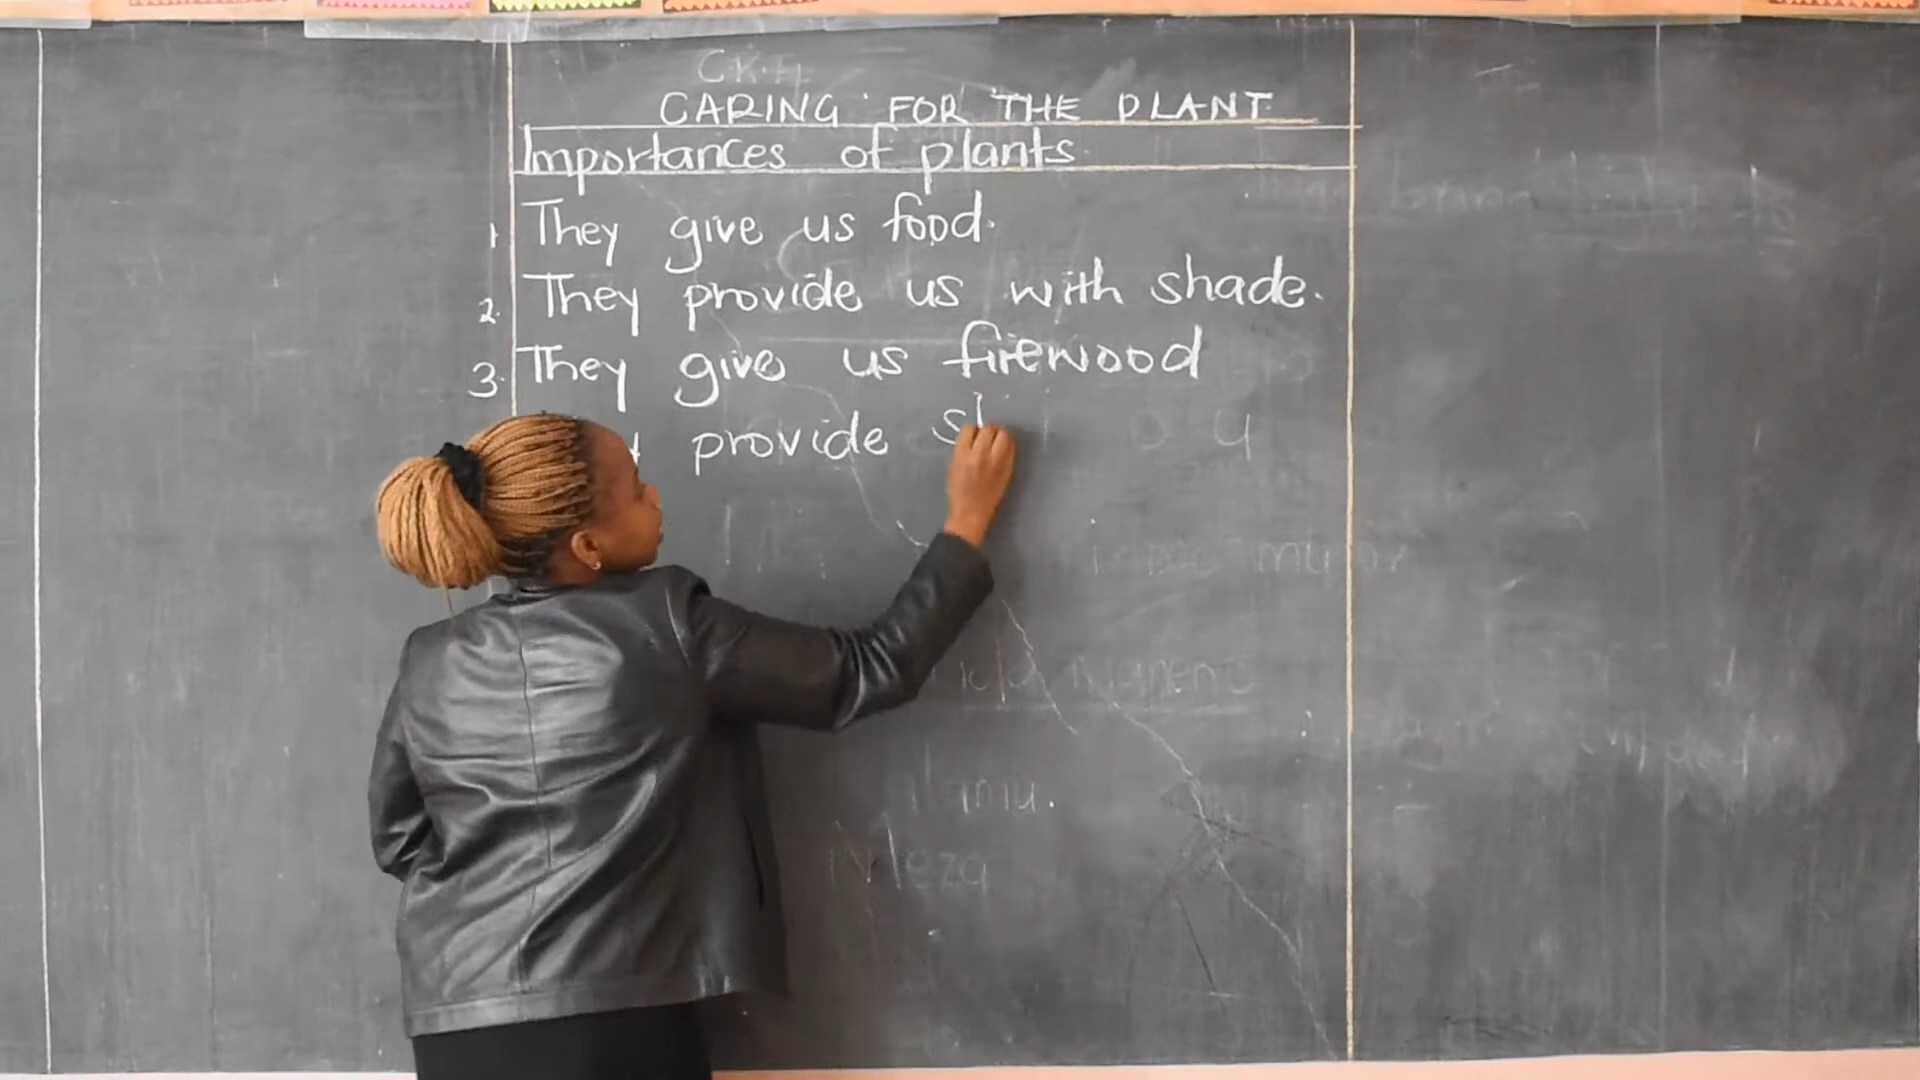 CARING FOR THE PLANT
Importances of plants
1 They give us food.
2. They provide us with shade.
3. They give us firewood
provide